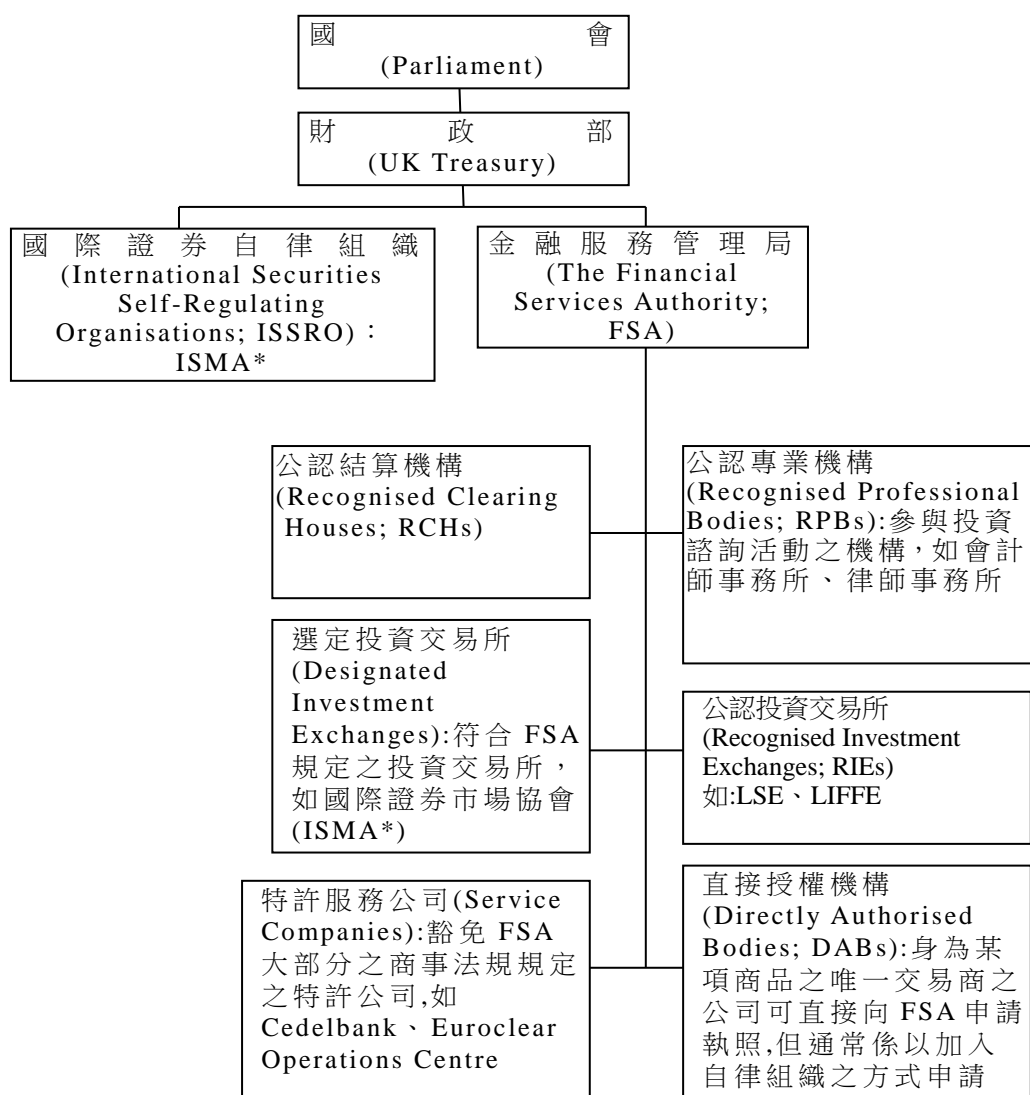 國會
(Parliament)
財政部
(UK Treasury)
國際證券自律組織
(International Securities
Self-Regulating
Organisations; ISSRO)：
ISMA*
金融服務管理局
(The Financial
Services Authority;
FSA)
公認結算機構
(Recognised Clearing
Houses; RCHs)
公認專業機構
(Recognised Professional
Bodies; RPBs):參與投資
諮詢活動之機構，如會計
師事務所、律師事務所
選定投資交易所
(Designated
Investment
Exchanges):符合 FSA
規定之投資交易所，
如國際證券市場協會
(ISMA*)
公認投資交易所
(Recognised Investment
Exchanges; RIEs)
如:LSE、LIFFE
特許服務公司(Service
Companies):豁免 FSA
大部分之商事法規規定
之特許公司,如
Cedelbank、Euroclear
Operations Centre
直接授權機構
(Directly Authorised
Bodies; DABs):身為某
項商品之唯一交易商之
公司可直接向 FSA 申請
執照,但通常係以加入
自律組織之方式申請